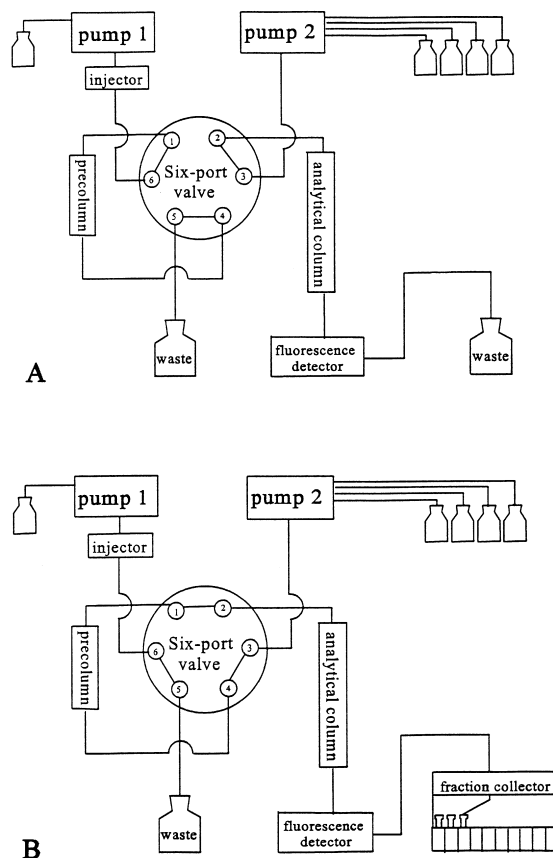 pump 1
pump 2
injector
precolumn
1
2
3
4
5
6
Six-port
valve
analytical column
waste
fluorescence
detector
waste
A
pump 1
pump 2
injector
precolumn
1
2
3
4
5
6
Six-port
valve
analytical column
fraction collector
waste
fluorescence
detector
B